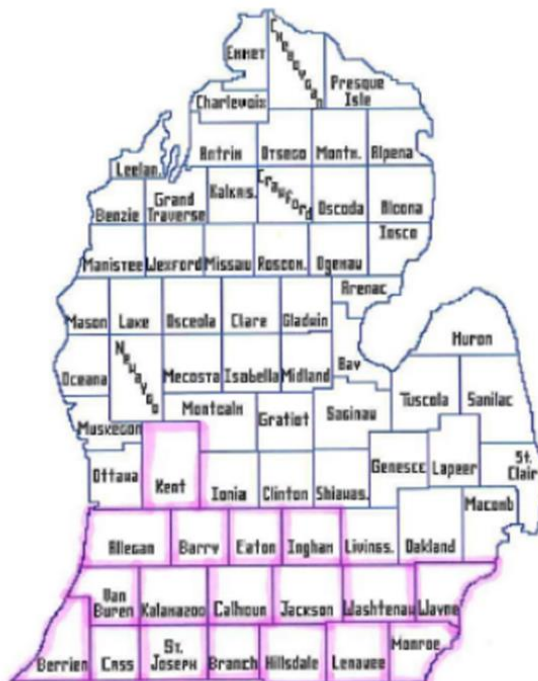 Emmet
Cheboygan
Presque
Isle
Charlevoix
Antrim
Otsego
Montm.
Alpena
Leelan.
Benzie
Grand
Traverse
Kalkas.
Crawford
Oscoda
Alcona
Iosco
Manistee
Wexford
Missau
Roscom.
Ogemaw
Arenac
Mason
Lake
Osceola
Clare
Gladwin
Huron
Oceana
Newaygo
Mecosta
Isabella
Midland
Bay
Tuscola
Sanilac
Muskegon
Montcalm
Gratiot
Saginaw
Ottawa
Kent
Ionia
Clinton
Shiawas.
Genesee
Lapeer
St.
Clair
Macomb
Allegan
Barry
Eaton
Ingham
Livings.
Oakland
Van
Buren
Kalamazoo
Calhoun
Jackson
Washtenaw
Wayne
Berrien
Cass
St.
Joseph
Branch
Hillsdale
Lenawee
Monroe